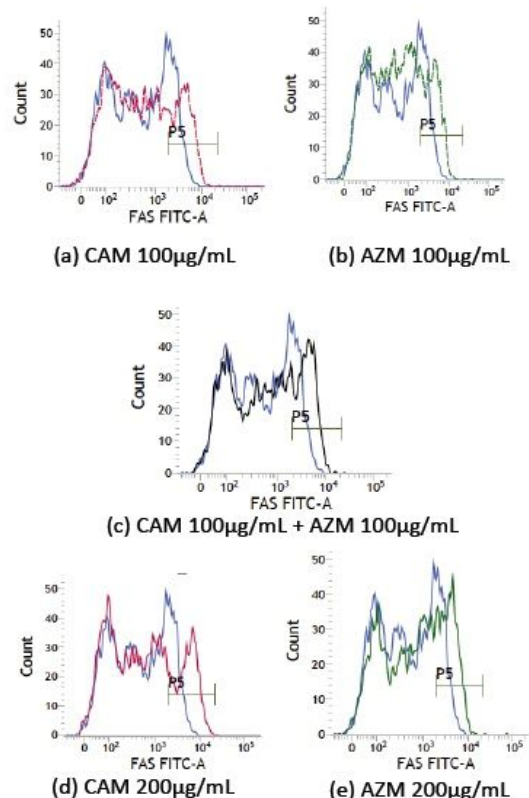 50
40
30
20
10
0
Count
P5
0 10² 10³ 10⁴ 10⁵
FAS FITC-A
(a) CAM 100µg/mL
50
40
30
20
10
0
Count
P5
0 10² 10³ 10⁴ 10⁵
FAS FITC-A
(b) AZM 100µg/mL
50
40
30
20
10
0
Count
P5
0 10² 10³ 10⁴ 10⁵
FAS FITC-A
(c) CAM 100µg/mL + AZM 100µg/mL
50
40
30
20
10
0
Count
P5
0 10² 10³ 10⁴ 10⁵
FAS FITC-A
(d) CAM 200µg/mL
50
40
30
20
10
0
Count
P5
0 10² 10³ 10⁴ 10⁵
FAS FITC-A
(e) AZM 200µg/mL